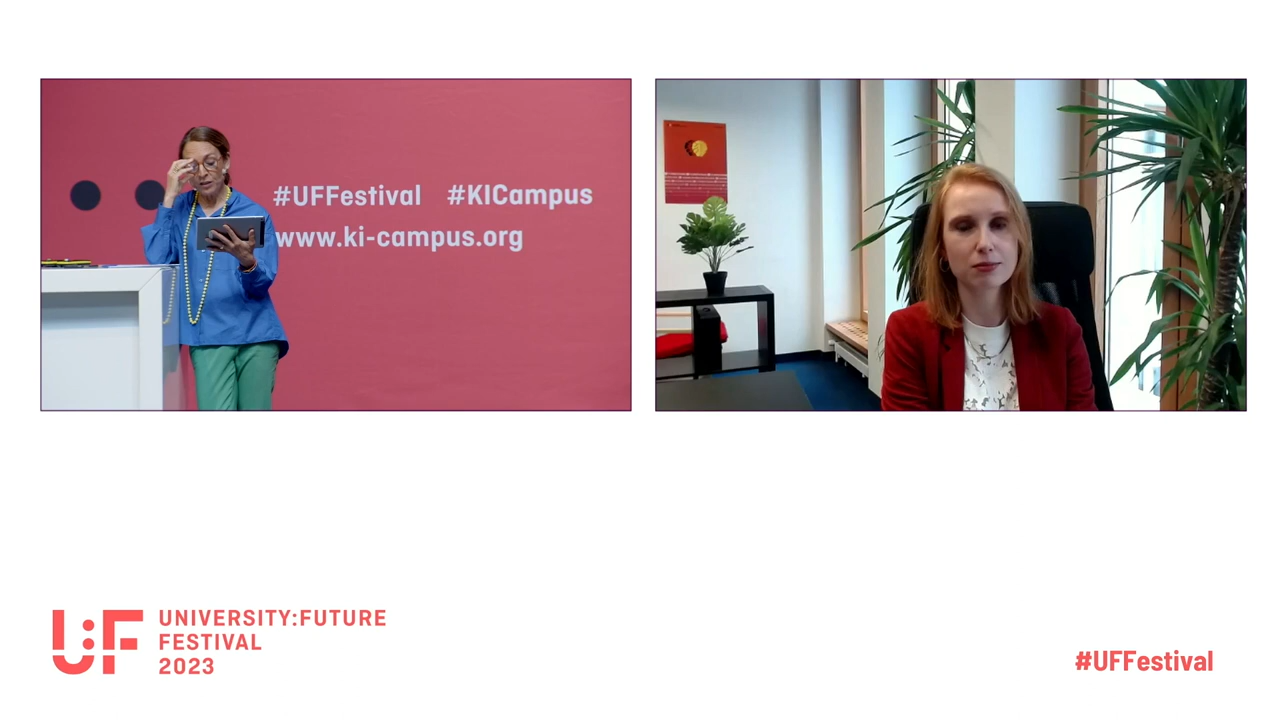 #UFFestival #KICampus
www.ki-campus.org
U:F
UNIVERSITY:FUTURE
FESTIVAL
2023
#UFFestival